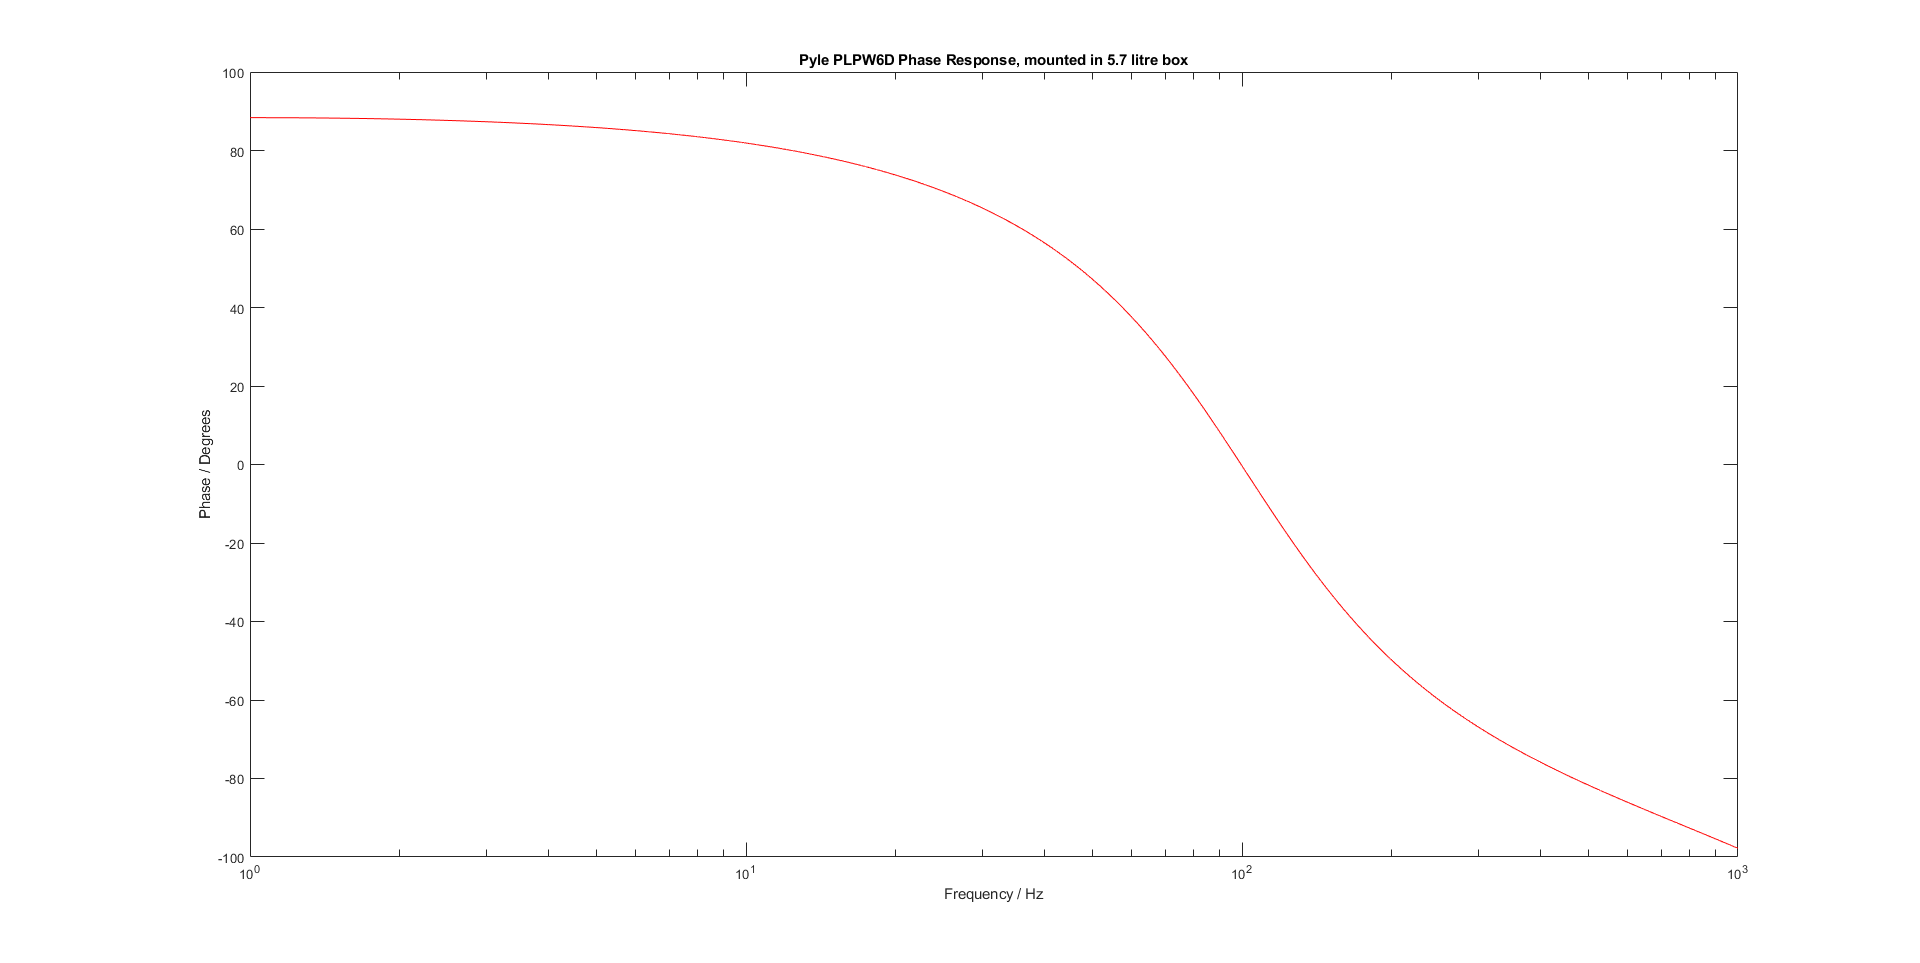 Pyle PLPW6D Phase Response, mounted in 5.7 litre box
100
80
60
40
20
0
-20
-40
-60
-80
-100
Phase / Degrees
10^0 10^1 10^2 10^3
Frequency / Hz